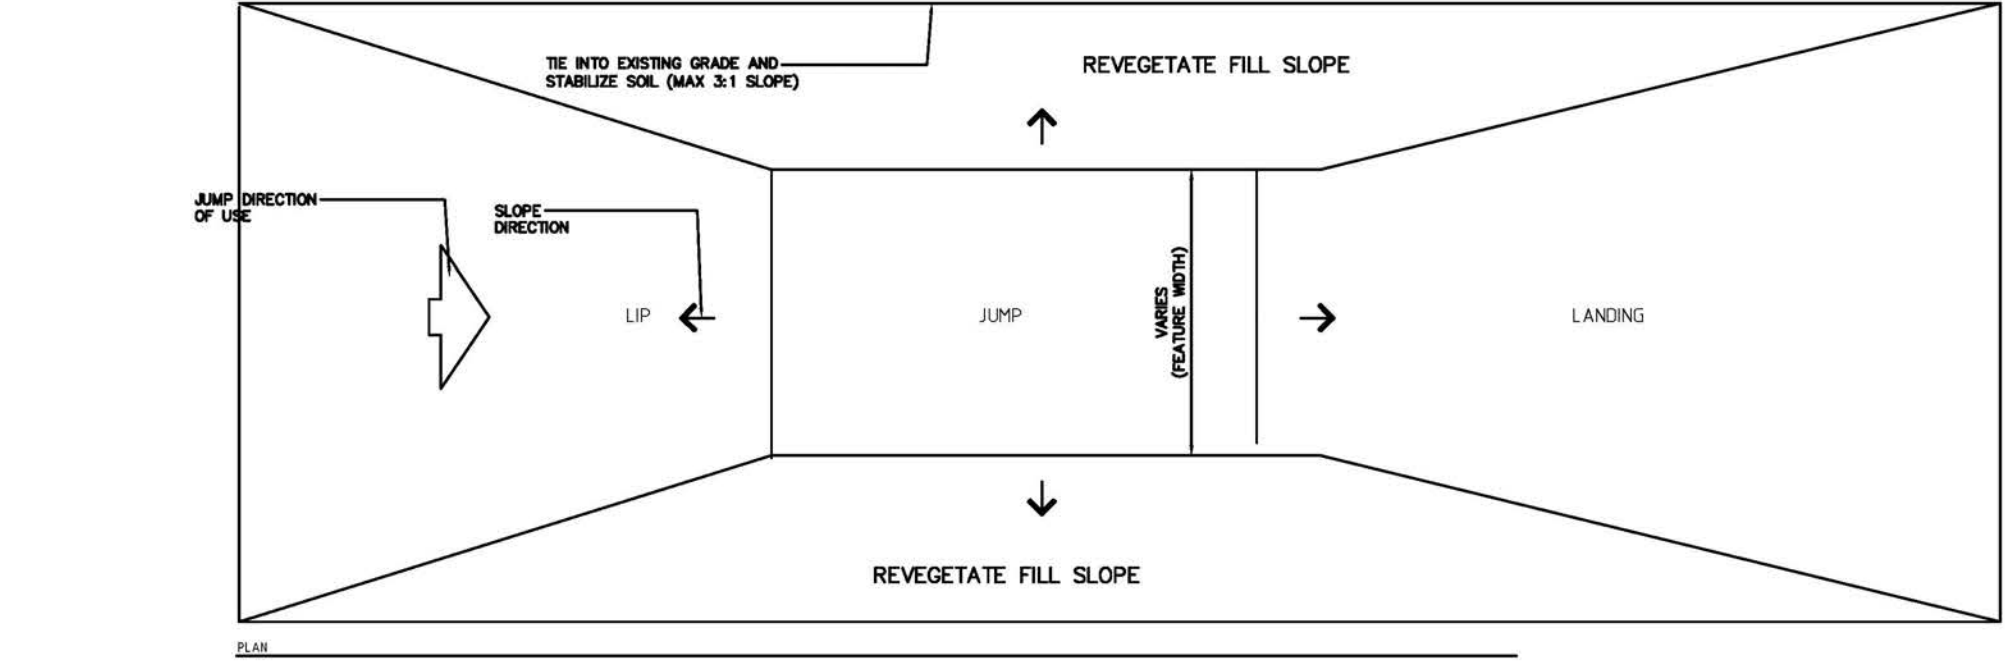 TIE INTO EXISTING GRADE AND
STABILIZE SOIL (MAX 3:1 SLOPE)
REVEGETATE FILL SLOPE
JUMP DIRECTION
OF USE
SLOPE
DIRECTION
LIP
JUMP
VARIES
(FEATURE WIDTH)
LANDING
REVEGETATE FILL SLOPE
PLAN